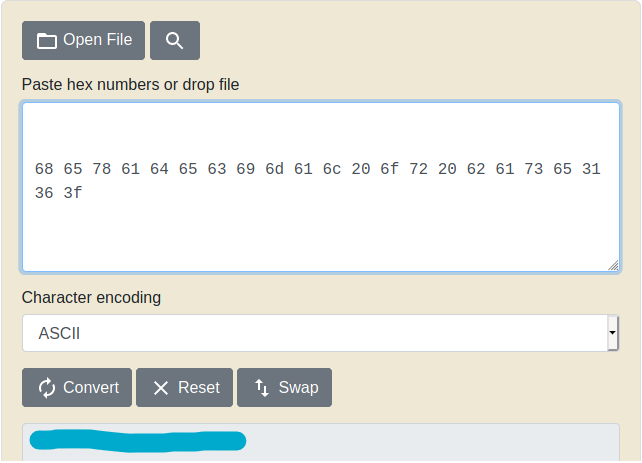 Open File
Paste hex numbers or drop file
68 65 78 61 64 65 63 69 6d 61 6c 20 6f 72 20 62 61 73 65 31
36 3f
Character encoding
ASCII
Convert Reset Swap